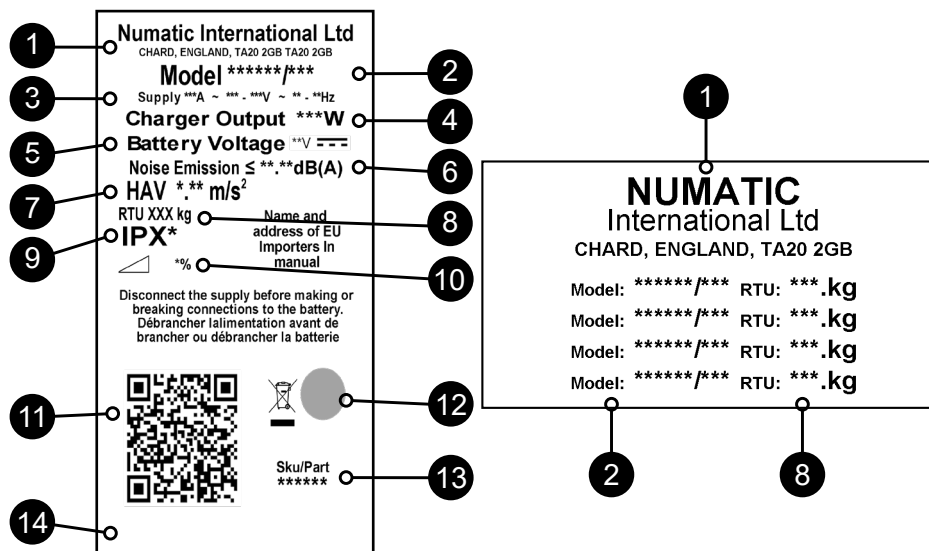 Numatic International Ltd
CHARD, ENGLAND, TA20 2GB TA20 2GB
Model ******/***
Supply ***A ~ *** - ***V ~ ** - **Hz
Charger Output ***W
Battery Voltage **V
Noise Emission ≤ **.**dB(A)
HAV *.** m/s²
RTU XXX kg
IPX*
*%
Name and
address of EU
Importers In
manual
Disconnect the supply before making or
breaking connections to the battery.
Débrancher lalimentation avant de
brancher ou débrancher la batterie
Sku/Part
******
1
2
3
4
5
6
7
8
9
10
11
12
13
14
1
NUMATIC
International Ltd
CHARD, ENGLAND, TA20 2GB
Model: ******/*** RTU: ***.kg
Model: ******/*** RTU: ***.kg
Model: ******/*** RTU: ***.kg
Model: ******/*** RTU: ***.kg
2
8